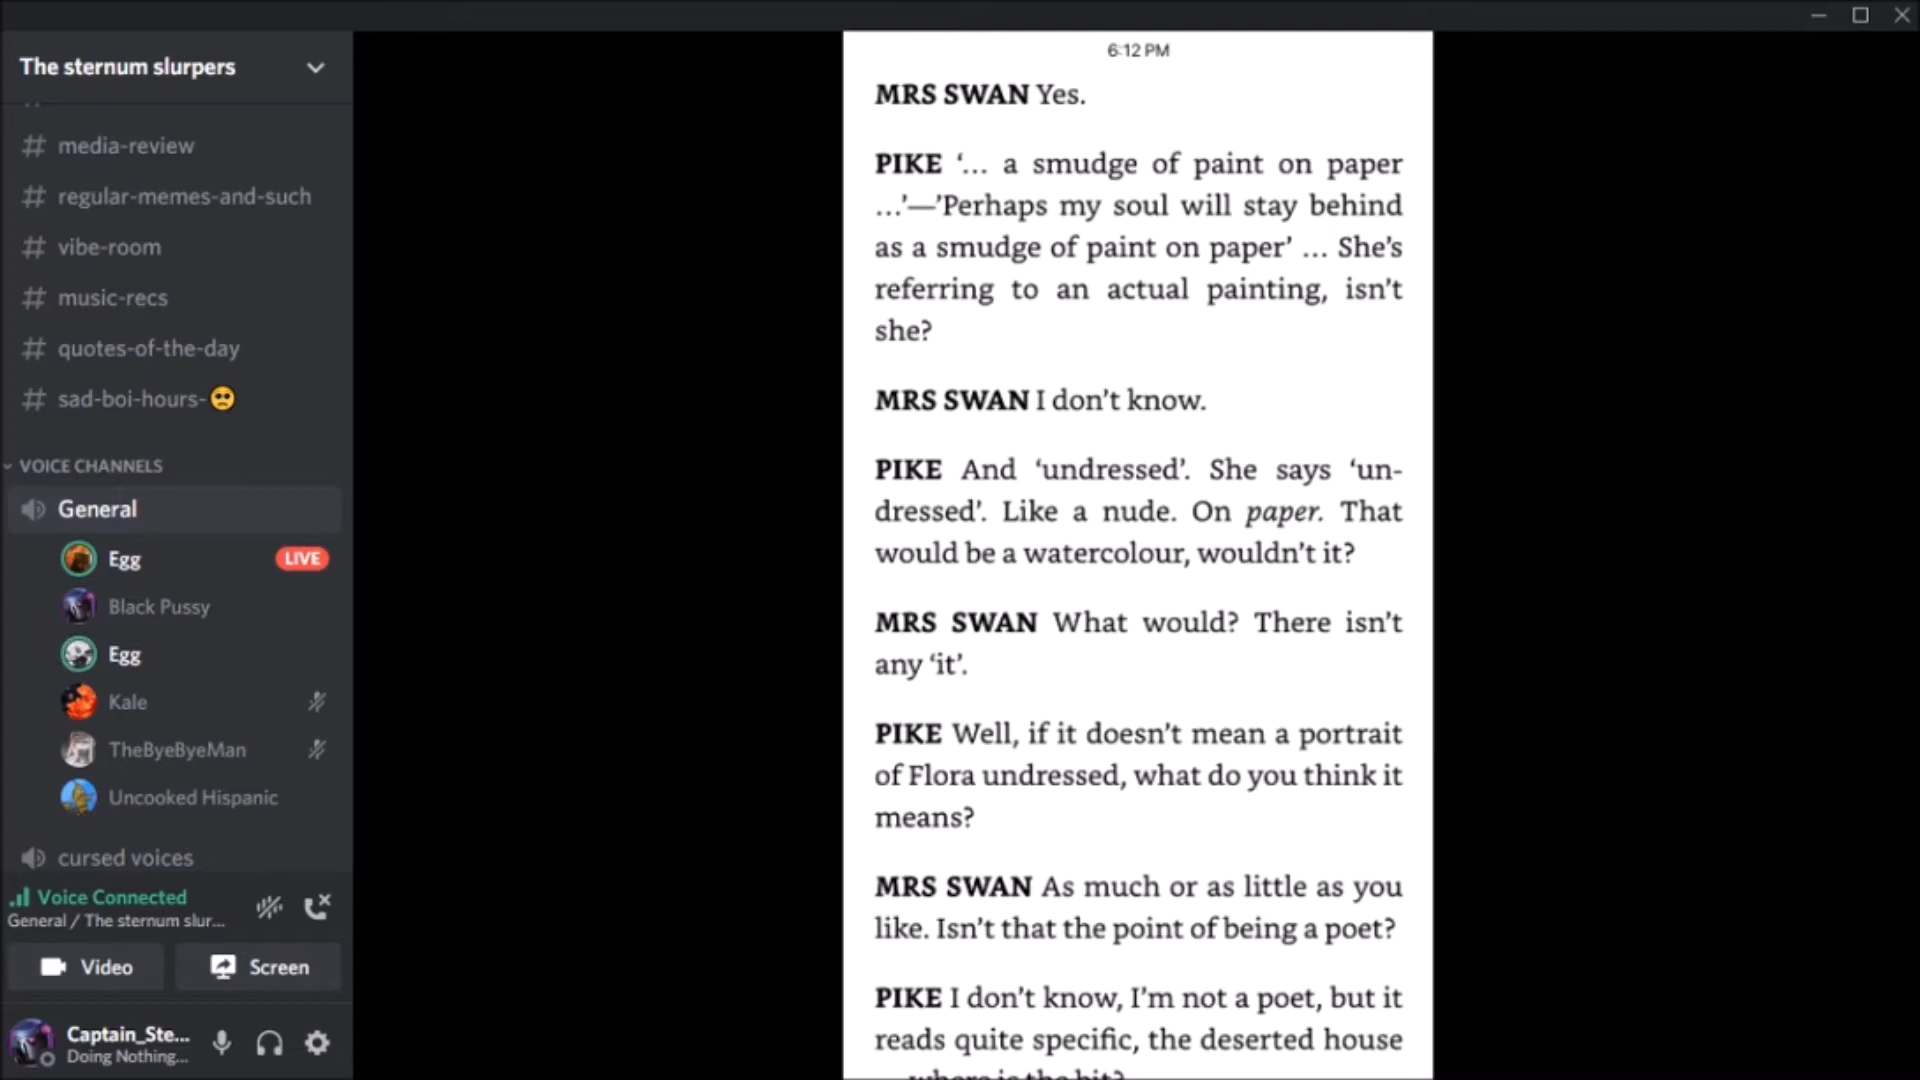 The sternum slurpers
media-review
regular-memes-and-such
vibe-room
music-recs
quotes-of-the-day
sad-boi-hours-🥺
VOICE CHANNELS
General
Egg LIVE
Black Pussy
Egg
Kale
TheByeByeMan
Uncooked Hispanic
cursed voices
Voice Connected
General / The sternum slur...
Video Screen
Captain_Ste...
Doing Nothing...
6:12 PM
MRS SWAN Yes.
PIKE ‘… a smudge of paint on paper
…’—’Perhaps my soul will stay behind
as a smudge of paint on paper’ … She’s
referring to an actual painting, isn’t
she?
MRS SWAN I don’t know.
PIKE And ‘undressed’. She says ‘un-
dressed’. Like a nude. On paper. That
would be a watercolour, wouldn’t it?
MRS SWAN What would? There isn’t
any ‘it’.
PIKE Well, if it doesn’t mean a portrait
of Flora undressed, what do you think it
means?
MRS SWAN As much or as little as you
like. Isn’t that the point of being a poet?
PIKE I don’t know, I’m not a poet, but it
reads quite specific, the deserted house
where is the bit?